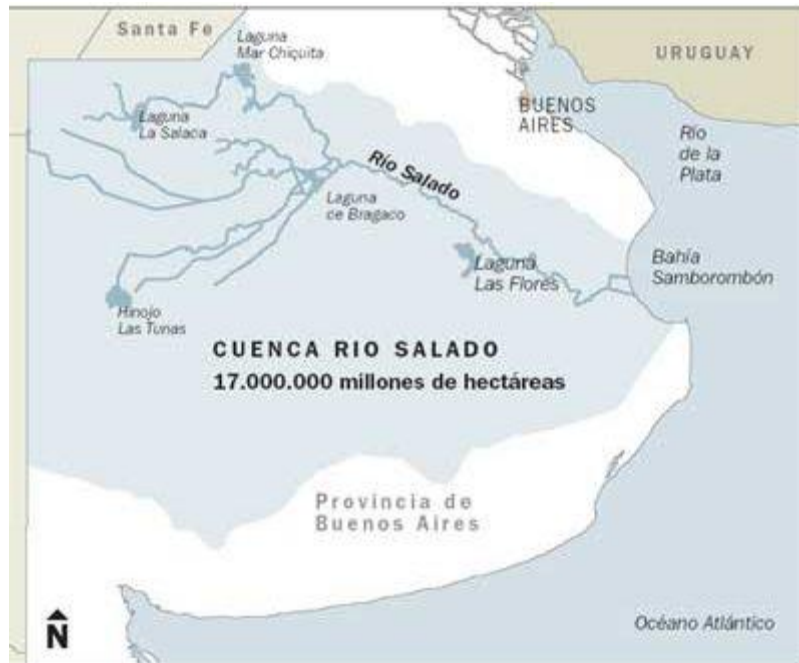 Santa Fe
Laguna
Mar Chiquita
URUGUAY
Laguna
La Salaca
BUENOS
AIRES
Río
de la
Plata
Río Salado
Laguna
de Bragaco
Laguna
Las Flores
Bahía
Samborombón
Hinojo
Las Tunas
CUENCA RIO SALADO
17.000.000 millones de hectáreas
Provincia de
Buenos Aires
Océano Atlántico
N